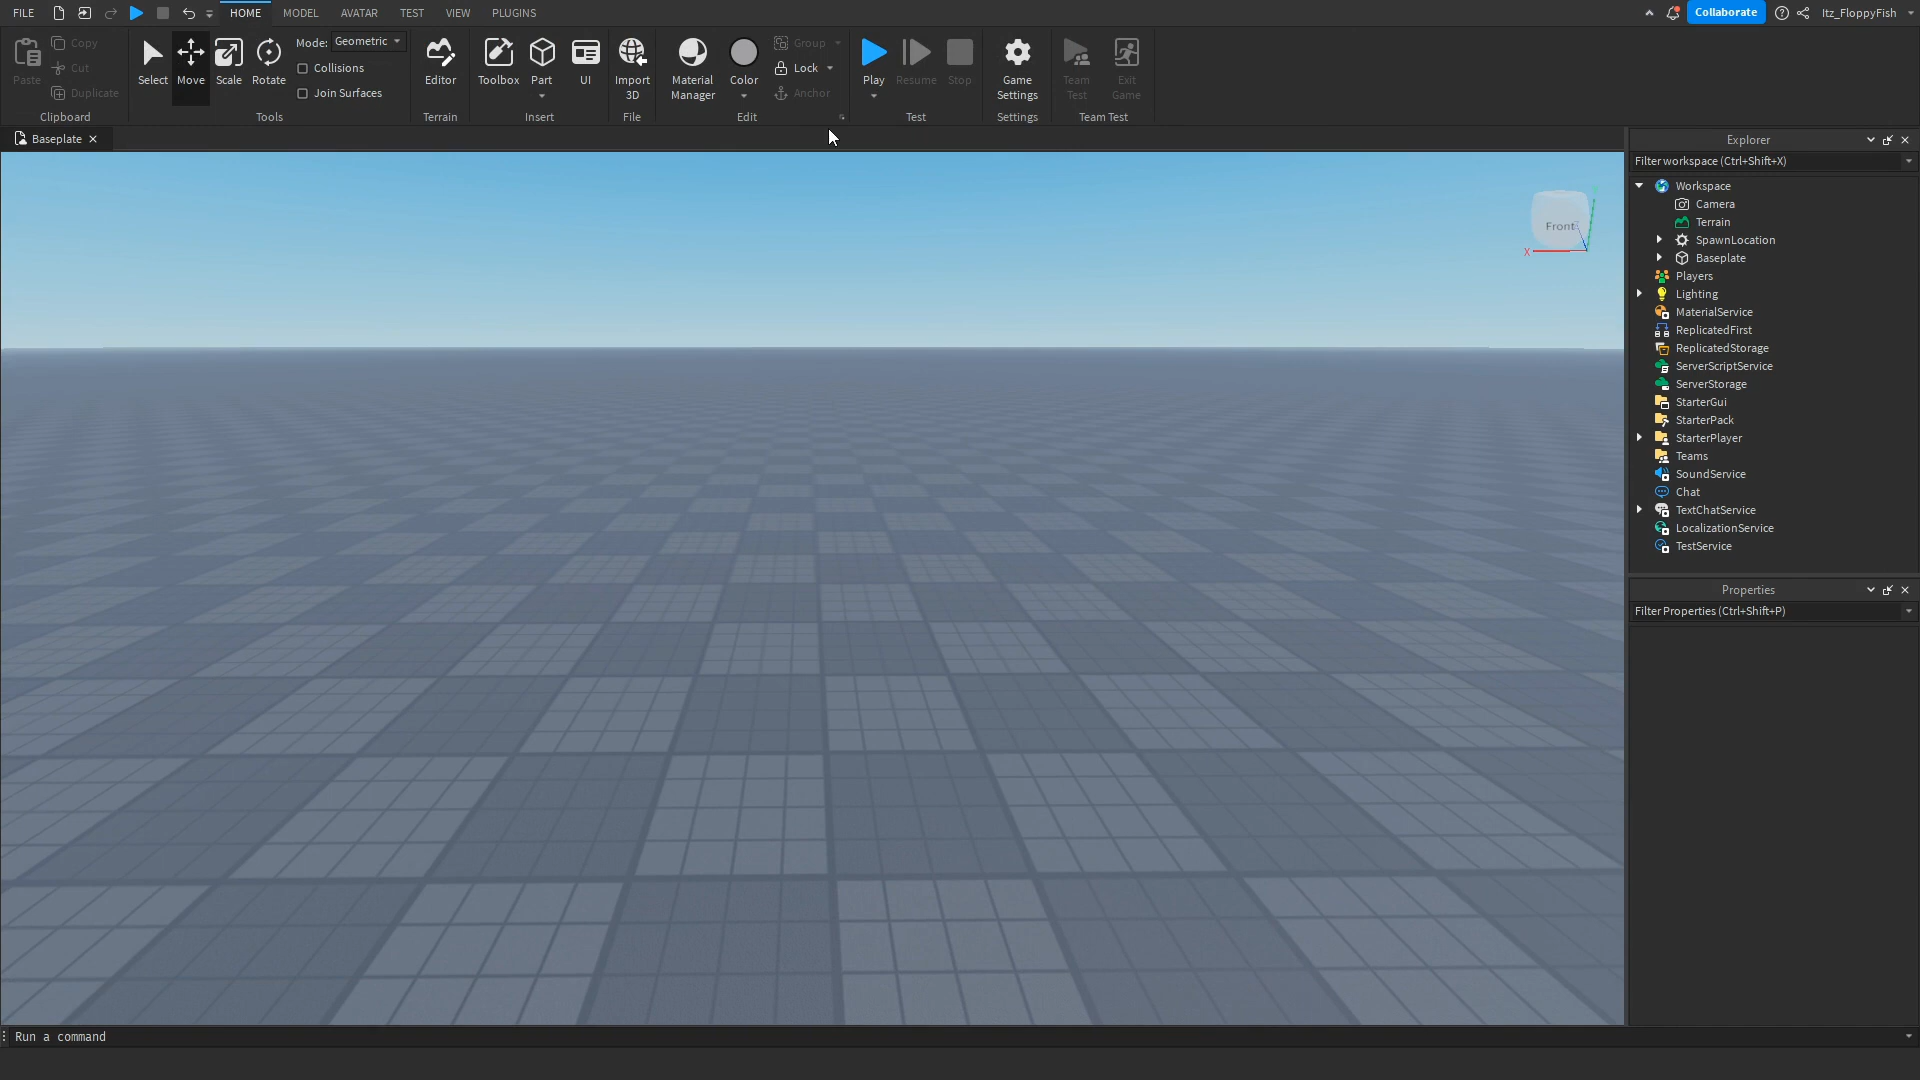 FILE HOME MODEL AVATAR TEST VIEW PLUGINS Collaborate Itz_FloppyFish
Paste Copy Cut Duplicate
Clipboard
Select Move Scale Rotate
Mode: Geometric
Collisions
Join Surfaces
Tools
Editor
Terrain
Toolbox Part UI
Insert
Import
3D
File
Material
Manager
Color
Group
Lock
Anchor
Edit
Play Resume Stop
Test
Game
Settings
Settings
Team
Test
Exit
Game
Team Test
Baseplate
Front
X
Explorer
Filter workspace (Ctrl+Shift+X)
Workspace
Camera
Terrain
SpawnLocation
Baseplate
Players
Lighting
MaterialService
ReplicatedFirst
ReplicatedStorage
ServerScriptService
ServerStorage
StarterGui
StarterPack
StarterPlayer
Teams
SoundService
Chat
TextChatService
LocalizationService
TestService
Properties
Filter Properties (Ctrl+Shift+P)
Run a command